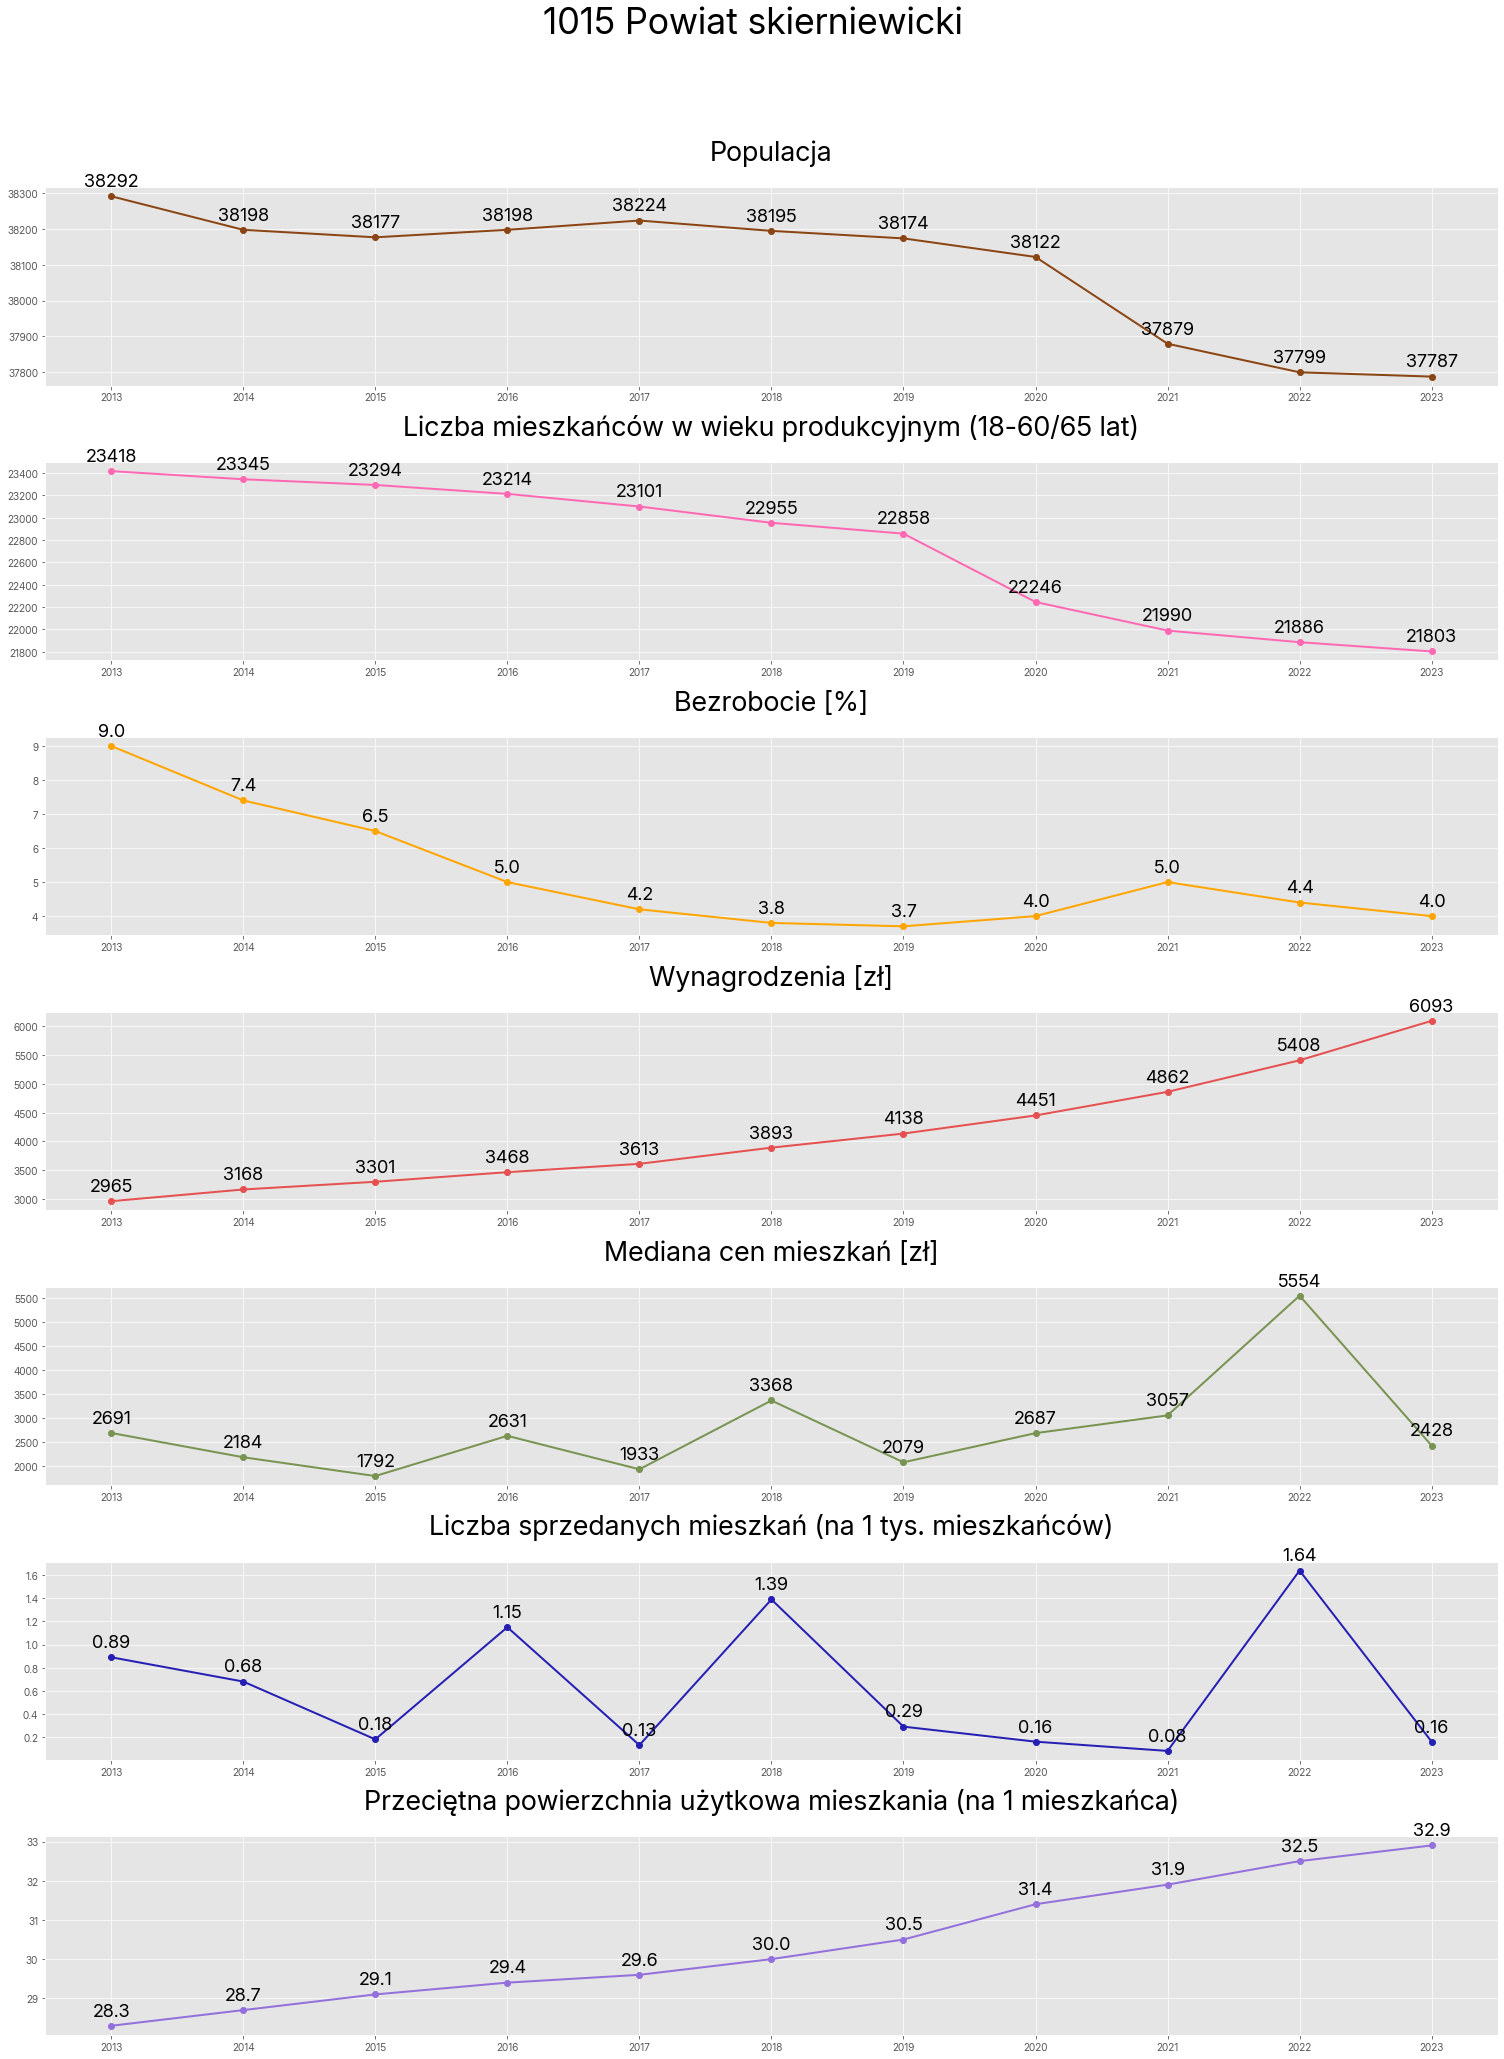 1015 Powiat skierniewicki
Populacja
38292 38198 38177 38198 38224 38195 38174 38122 37879 37799 37787
38300
38200
38100
38000
37900
37800
2013 2014 2015 2016 2017 2018 2019 2020 2021 2022 2023
Liczba mieszkańców w wieku produkcyjnym (18-60/65 lat)
23418 23345 23294 23214 23101 22955 22858 22246 21990 21886 21803
23400
23200
23000
22800
22600
22400
22200
22000
21800
2013 2014 2015 2016 2017 2018 2019 2020 2021 2022 2023
Bezrobocie [%]
9.0 7.4 6.5 5.0 4.2 3.8 3.7 4.0 5.0 4.4 4.0
9
8
7
6
5
4
2013 2014 2015 2016 2017 2018 2019 2020 2021 2022 2023
Wynagrodzenia [zł]
2965 3168 3301 3468 3613 3893 4138 4451 4862 5408 6093
6000
5500
5000
4500
4000
3500
3000
2013 2014 2015 2016 2017 2018 2019 2020 2021 2022 2023
Mediana cen mieszkań [zł]
2691 2184 1792 2631 1933 3368 2079 2687 3057 5554 2428
5500
5000
4500
4000
3500
3000
2500
2000
2013 2014 2015 2016 2017 2018 2019 2020 2021 2022 2023
Liczba sprzedanych mieszkań (na 1 tys. mieszkańców)
0.89 0.68 0.18 1.15 0.13 1.39 0.29 0.16 0.08 1.64 0.16
1.6
1.4
1.2
1.0
0.8
0.6
0.4
0.2
2013 2014 2015 2016 2017 2018 2019 2020 2021 2022 2023
Przeciętna powierzchnia użytkowa mieszkania (na 1 mieszkańca)
28.3 28.7 29.1 29.4 29.6 30.0 30.5 31.4 31.9 32.5 32.9
33
32
31
30
29
2013 2014 2015 2016 2017 2018 2019 2020 2021 2022 2023